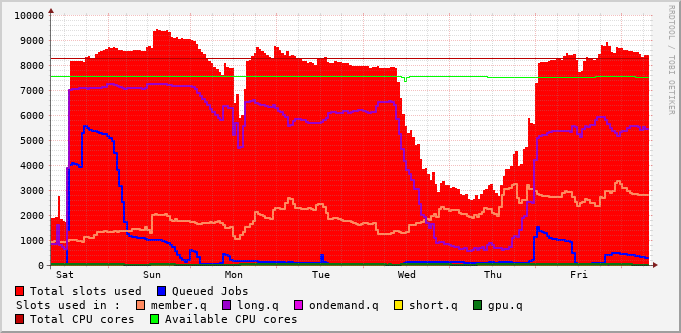 10000
9000
8000
7000
6000
5000
4000
3000
2000
1000
0
Sat Sun Mon Tue Wed Thu Fri
RRDTOOL / TOBI OETIKER
Total slots used Queued Jobs
Slots used in : member.q long.q ondemand.q short.q gpu.q
Total CPU cores Available CPU cores